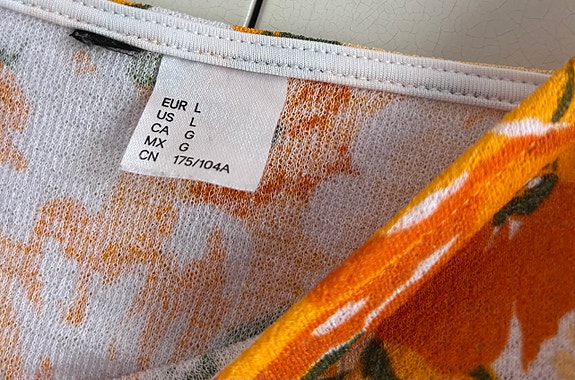 EUR L
US L
CA G
MX G
CN 175/104A